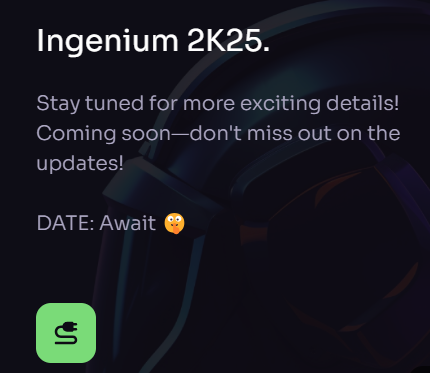 Ingenium 2K25.
Stay tuned for more exciting details!
Coming soon—don't miss out on the
updates!
DATE: Await 🤫